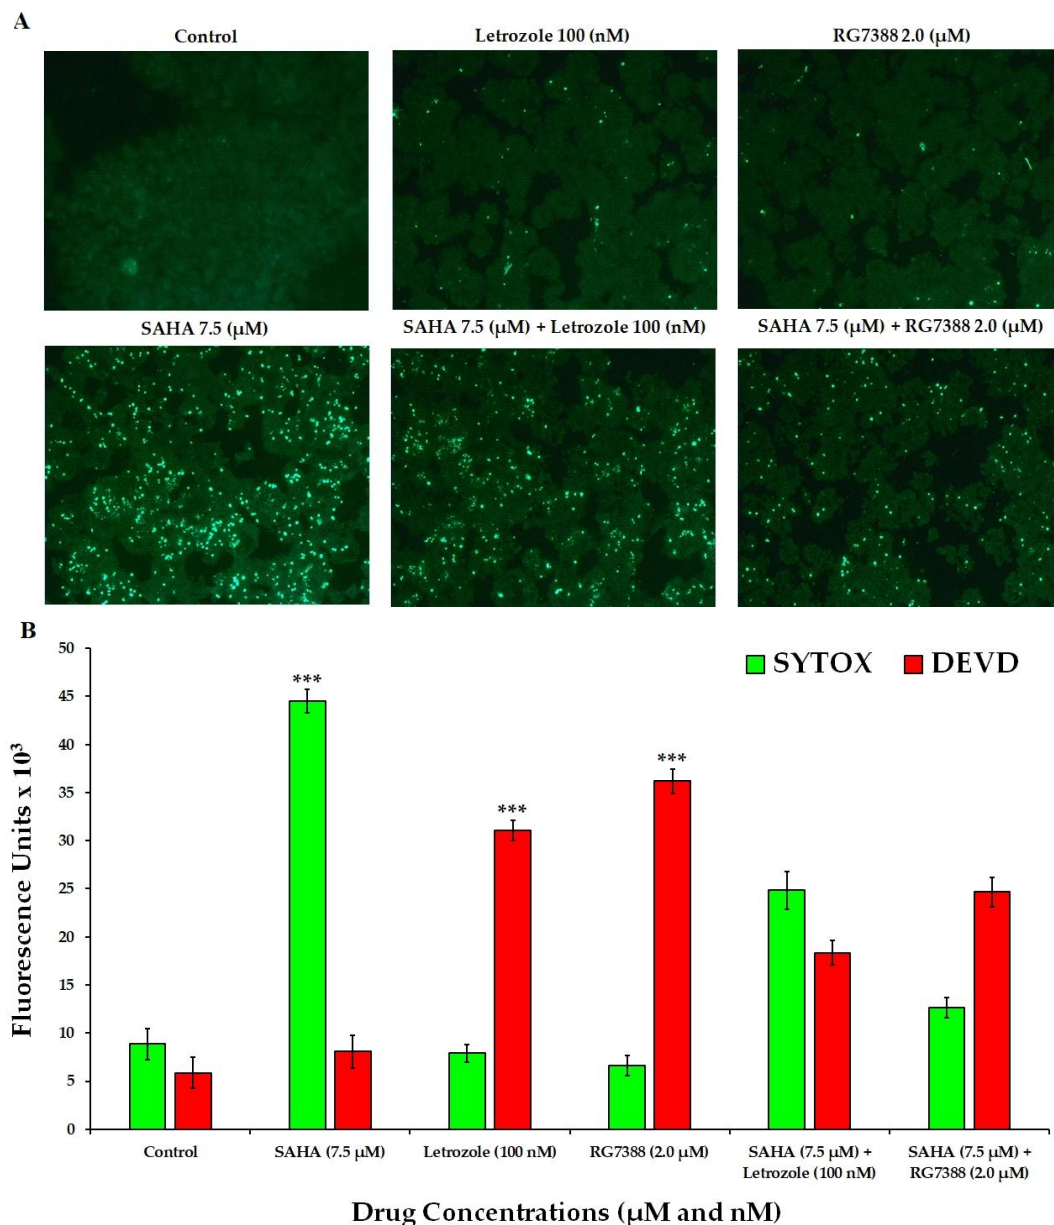 A
Control
Letrozole 100 (nM)
RG7388 2.0 (μM)
SAHA 7.5 (μM)
SAHA 7.5 (μM) + Letrozole 100 (nM)
SAHA 7.5 (μM) + RG7388 2.0 (μM)
B
SYTOX
DEVD
Fluorescence Units x 10³
50
45
40
35
30
25
20
15
10
5
0
***
***
***
Control
SAHA (7.5 μM)
Letrozole (100 nM)
RG7388 (2.0 μM)
SAHA (7.5 μM) +
Letrozole (100 nM)
SAHA (7.5 μM) +
RG7388 (2.0 μM)
Drug Concentrations (μM and nM)